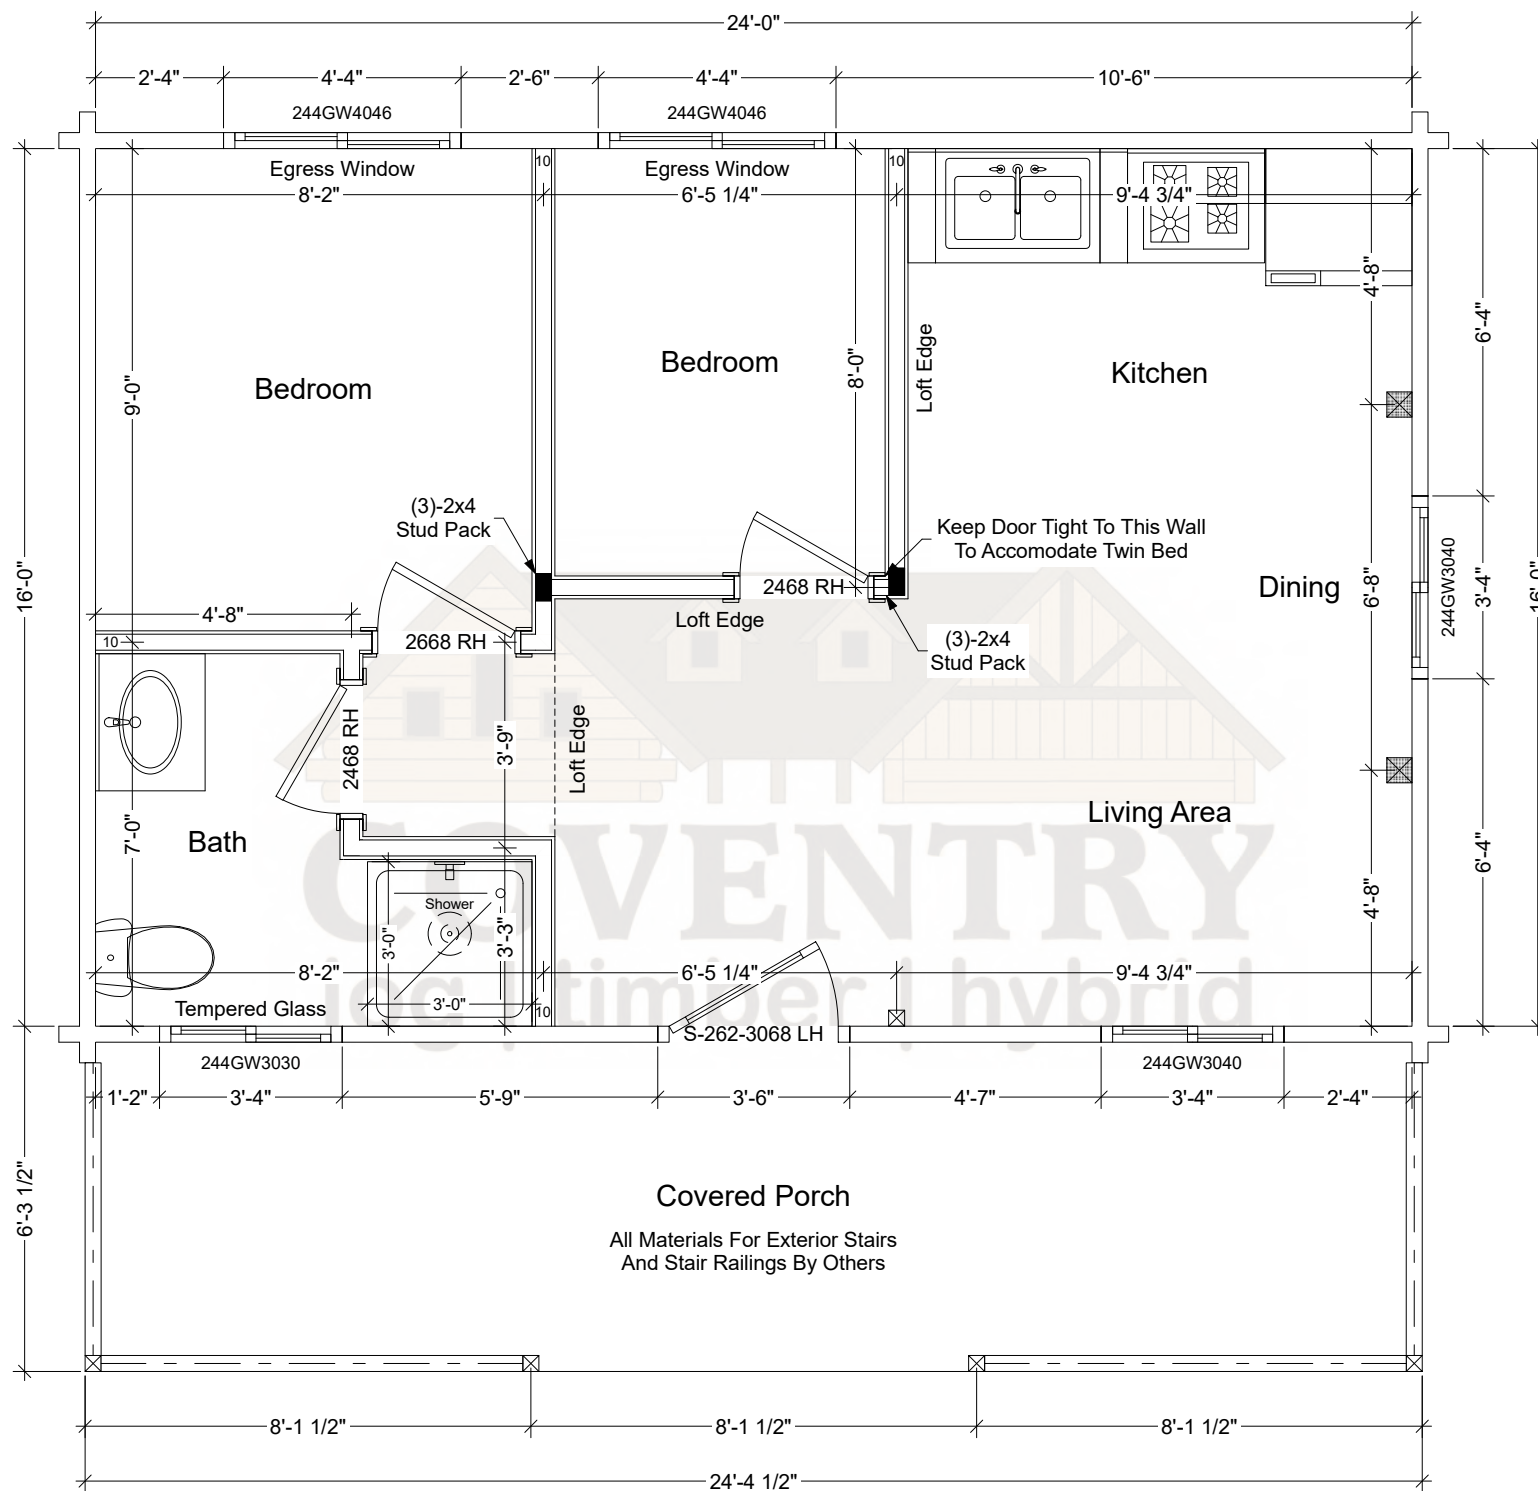 24'-0"
2'-4" 4'-4" 2'-6" 4'-4" 10'-6"
244GW4046 244GW4046
10 10
Egress Window Egress Window
8'-2" 6'-5 1/4" 9'-4 3/4"
4'-8"
6'-4"
Loft Edge
Bedroom Bedroom Kitchen
9'-0" 8'-0"
(3)-2x4
Stud Pack
Keep Door Tight To This Wall
To Accomodate Twin Bed
16'-0" 2468 RH Dining 6'-8" 3'-4" 244GW3040 16'-0"
4'-8" Loft Edge
10 2668 RH
(3)-2x4
Stud Pack
2468 RH 3'-9" Loft Edge
Living Area
7'-0" Bath
COVENTRY
6'-4"
4'-8"
Shower
3'-0" 3'-3"
8'-2" 6'-5 1/4" 9'-4 3/4"
log | timber | hybrid
3'-0"
Tempered Glass 10
S-262-3068 LH
244GW3030 244GW3040
1'-2" 3'-4" 5'-9" 3'-6" 4'-7" 3'-4" 2'-4"
6'-3 1/2"
Covered Porch
All Materials For Exterior Stairs
And Stair Railings By Others
8'-1 1/2" 8'-1 1/2" 8'-1 1/2"
24'-4 1/2"